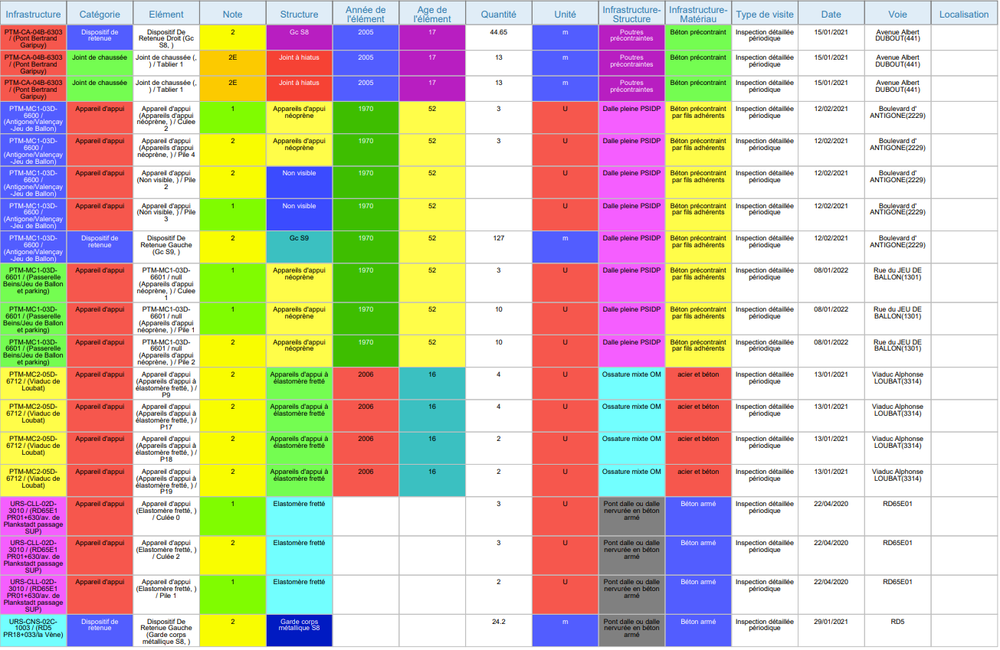 Infrastructure Catégorie Elément Note Structure Année de l'élément Age de l'élément Quantité Unité Infrastructure-Structure Infrastructure-Matériau Type de visite Date Voie Localisation
PTM-CA-04B-6303 / (Pont Bertrand Garipuy) Dispositif de retenue Dispositif De Retenue Droit (Gc S8, ) 2 Gc S8 2005 17 44.65 m Poutres précontraintes Béton précontraint Inspection détaillée périodique 15/01/2021 Avenue Albert DUBOUT(441)
PTM-CA-04B-6303 / (Pont Bertrand Garipuy) Joint de chaussée Joint de chaussée (, ) / Tablier 1 2E Joint à hiatus 2005 17 13 m Poutres précontraintes Béton précontraint Inspection détaillée périodique 15/01/2021 Avenue Albert DUBOUT(441)
PTM-CA-04B-6303 / (Pont Bertrand Garipuy) Joint de chaussée Joint de chaussée (, ) / Tablier 1 2E Joint à hiatus 2005 17 13 m Poutres précontraintes Béton précontraint Inspection détaillée périodique 15/01/2021 Avenue Albert DUBOUT(441)
PTM-MC1-03D-6600 / (Antigone/Valençay-Jeu de Ballon) Appareil d'appui Appareil d'appui (Appareils d'appui néoprène, ) / Culee 2 1 Appareils d'appui néoprène 1970 52 3 U Dalle pleine PSIDP Béton précontraint par fils adhérents Inspection détaillée périodique 12/02/2021 Boulevard d' ANTIGONE(2229)
PTM-MC1-03D-6600 / (Antigone/Valençay-Jeu de Ballon) Appareil d'appui Appareil d'appui (Appareils d'appui néoprène, ) / Pile 4 2 Appareils d'appui néoprène 1970 52 3 U Dalle pleine PSIDP Béton précontraint par fils adhérents Inspection détaillée périodique 12/02/2021 Boulevard d' ANTIGONE(2229)
PTM-MC1-03D-6600 / (Antigone/Valençay-Jeu de Ballon) Appareil d'appui Appareil d'appui (Non visible, ) / Pile 2 2 Non visible 1970 52 U Dalle pleine PSIDP Béton précontraint par fils adhérents Inspection détaillée périodique 12/02/2021 Boulevard d' ANTIGONE(2229)
PTM-MC1-03D-6600 / (Antigone/Valençay-Jeu de Ballon) Appareil d'appui Appareil d'appui (Non visible, ) / Pile 3 1 Non visible 1970 52 U Dalle pleine PSIDP Béton précontraint par fils adhérents Inspection détaillée périodique 12/02/2021 Boulevard d' ANTIGONE(2229)
PTM-MC1-03D-6600 / (Antigone/Valençay-Jeu de Ballon) Dispositif de retenue Dispositif De Retenue Gauche (Gc S9, ) 2 Gc S9 1970 52 127 m Dalle pleine PSIDP Béton précontraint par fils adhérents Inspection détaillée périodique 12/02/2021 Boulevard d' ANTIGONE(2229)
PTM-MC1-03D-6601 / (Passerelle Beins/Jeu de Ballon et parking) Appareil d'appui PTM-MC1-03D-6601 / null (Appareils d'appui néoprène, ) / Culee 1 1 Appareils d'appui néoprène 1970 52 3 U Dalle pleine PSIDP Béton précontraint par fils adhérents Inspection détaillée périodique 08/01/2022 Rue du JEU DE BALLON(1301)
PTM-MC1-03D-6601 / (Passerelle Beins/Jeu de Ballon et parking) Appareil d'appui PTM-MC1-03D-6601 / null (Appareils d'appui néoprène, ) / Pile 1 1 Appareils d'appui néoprène 1970 52 10 U Dalle pleine PSIDP Béton précontraint par fils adhérents Inspection détaillée périodique 08/01/2022 Rue du JEU DE BALLON(1301)
PTM-MC1-03D-6601 / (Passerelle Beins/Jeu de Ballon et parking) Appareil d'appui PTM-MC1-03D-6601 / null (Appareils d'appui néoprène, ) / Pile 2 2 Appareils d'appui néoprène 1970 52 10 U Dalle pleine PSIDP Béton précontraint par fils adhérents Inspection détaillée périodique 08/01/2022 Rue du JEU DE BALLON(1301)
PTM-MC2-05D-6712 / (Viaduc de Loubat) Appareil d'appui Appareil d'appui (Appareils d'appui à élastomère fretté, ) / P9 2 Appareils d'appui à élastomère fretté 2006 16 4 U Ossature mixte OM acier et béton Inspection détaillée périodique 13/01/2021 Viaduc Alphonse LOUBAT(3314)
PTM-MC2-05D-6712 / (Viaduc de Loubat) Appareil d'appui Appareil d'appui (Appareils d'appui à élastomère fretté, ) / P17 2 Appareils d'appui à élastomère fretté 2006 16 4 U Ossature mixte OM acier et béton Inspection détaillée périodique 13/01/2021 Viaduc Alphonse LOUBAT(3314)
PTM-MC2-05D-6712 / (Viaduc de Loubat) Appareil d'appui Appareil d'appui (Appareils d'appui à élastomère fretté, ) / P18 2 Appareils d'appui à élastomère fretté 2006 16 2 U Ossature mixte OM acier et béton Inspection détaillée périodique 13/01/2021 Viaduc Alphonse LOUBAT(3314)
PTM-MC2-05D-6712 / (Viaduc de Loubat) Appareil d'appui Appareil d'appui (Appareils d'appui à élastomère fretté, ) / P19 2 Appareils d'appui à élastomère fretté 2006 16 2 U Ossature mixte OM acier et béton Inspection détaillée périodique 13/01/2021 Viaduc Alphonse LOUBAT(3314)
URS-CLL-02D-3010 / (RD65E1 PR01+630/av. de Plankstadt passage SUP) Appareil d'appui Appareil d'appui (Elastomère fretté, ) / Culée 0 1 Elastomère fretté 3 U Pont dalle ou dalle nervurée en béton armé Béton armé Inspection détaillée périodique 22/04/2020 RD65E01
URS-CLL-02D-3010 / (RD65E1 PR01+630/av. de Plankstadt passage SUP) Appareil d'appui Appareil d'appui (Elastomère fretté, ) / Culée 2 2 Elastomère fretté 3 U Pont dalle ou dalle nervurée en béton armé Béton armé Inspection détaillée périodique 22/04/2020 RD65E01
URS-CLL-02D-3010 / (RD65E1 PR01+630/av. de Plankstadt passage SUP) Appareil d'appui Appareil d'appui (Elastomère fretté, ) / Pile 1 1 Elastomère fretté 2 U Pont dalle ou dalle nervurée en béton armé Béton armé Inspection détaillée périodique 22/04/2020 RD65E01
URS-CNS-02C-1003 / (RD5 PR18+033/la Vène) Dispositif de retenue Dispositif De Retenue Gauche (Garde corps métallique S8, ) 2 Garde corps métallique S8 24.2 m Pont dalle ou dalle nervurée en béton armé Béton armé Inspection détaillée périodique 29/01/2021 RD5